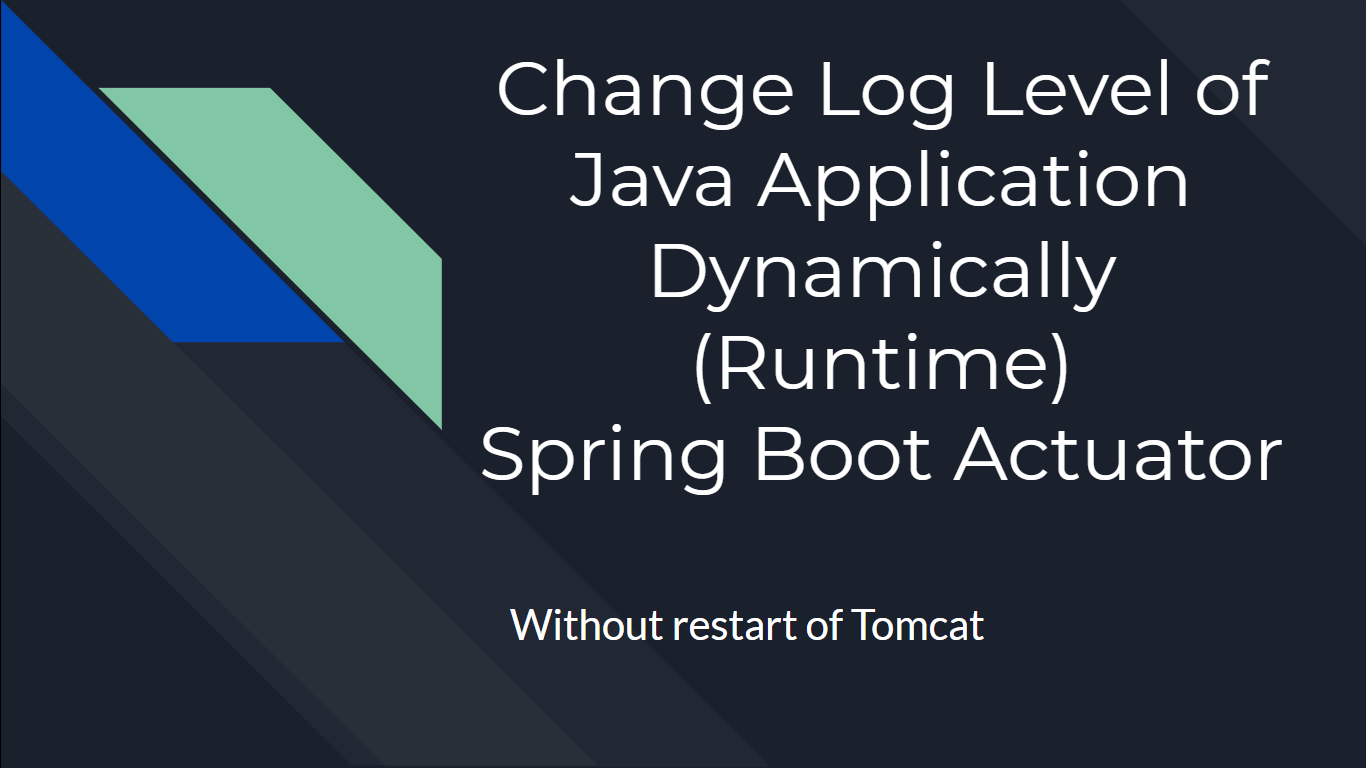 Change Log Level of
Java Application
Dynamically
(Runtime)
Spring Boot Actuator
Without restart of Tomcat